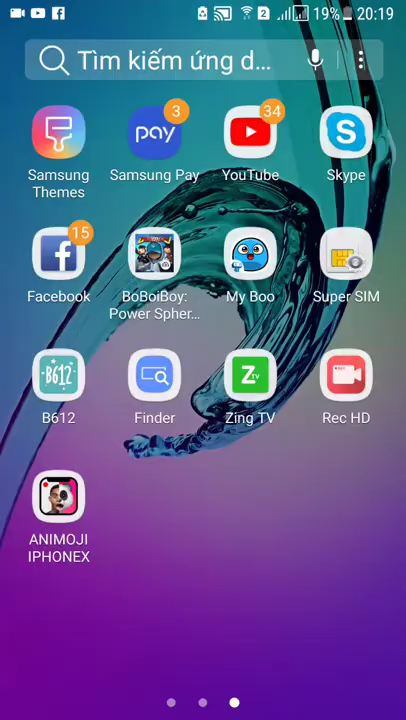 2 19% 20:19
Tìm kiếm ứng d...
3
34
pay
S
Samsung Themes
Samsung Pay
YouTube
Skype
15
f
Facebook
BoBoiBoy: Power Spher...
My Boo
Super SIM
B612
Z TV
B612
Finder
Zing TV
Rec HD
ANIMOJI IPHONEX